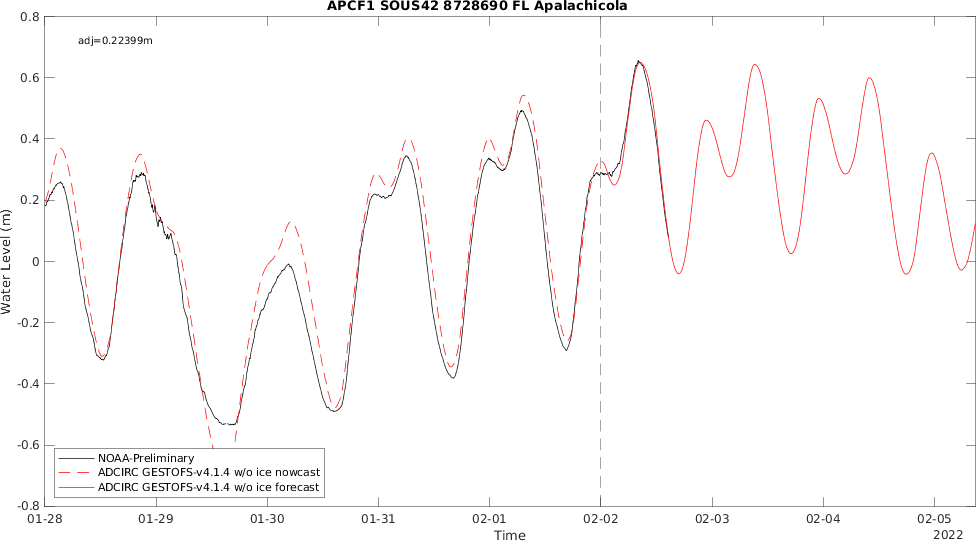 APCF1 SOUS42 8728690 FL Apalachicola
adj=0.22399m
Water Level (m)
0.8
0.6
0.4
0.2
0
-0.2
-0.4
-0.6
-0.8
NOAA-Preliminary
ADCIRC GESTOFS-v4.1.4 w/o ice nowcast
ADCIRC GESTOFS-v4.1.4 w/o ice forecast
01-28 01-29 01-30 01-31 02-01 02-02 02-03 02-04 02-05
Time
2022